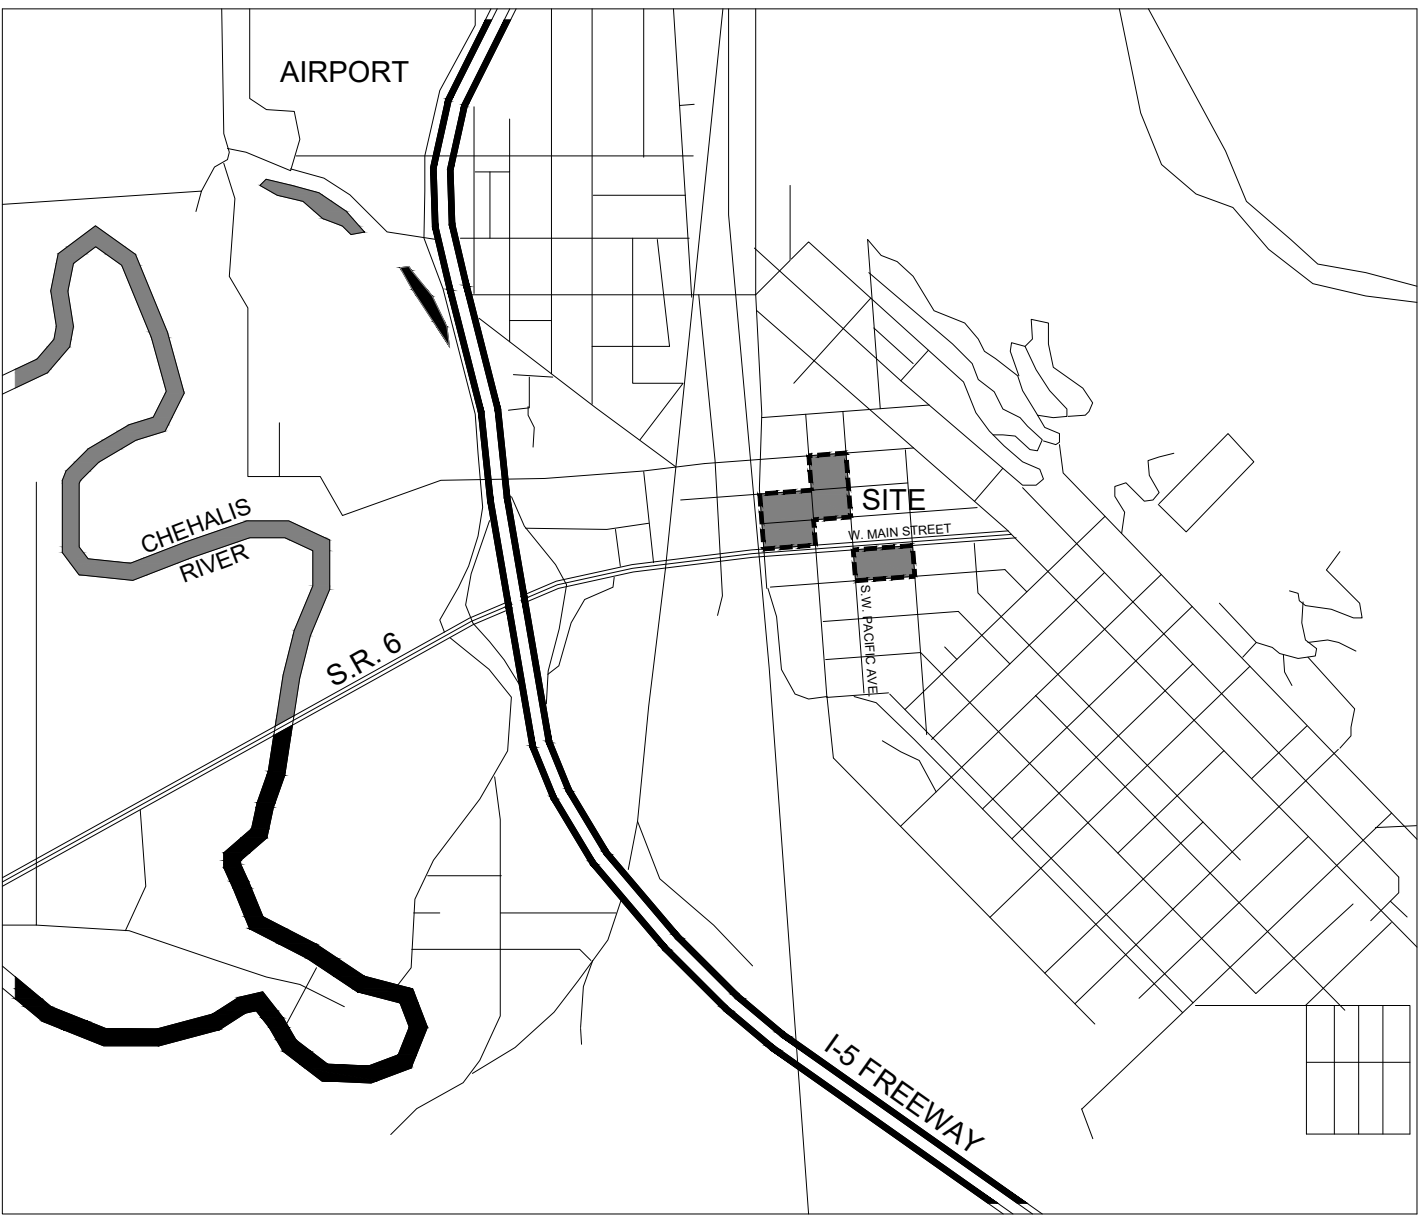 AIRPORT
SITE
W. MAIN STREET
CHEHALIS
RIVER
S.W. PACIFIC AVE.
S.R. 6
I-5 FREEWAY